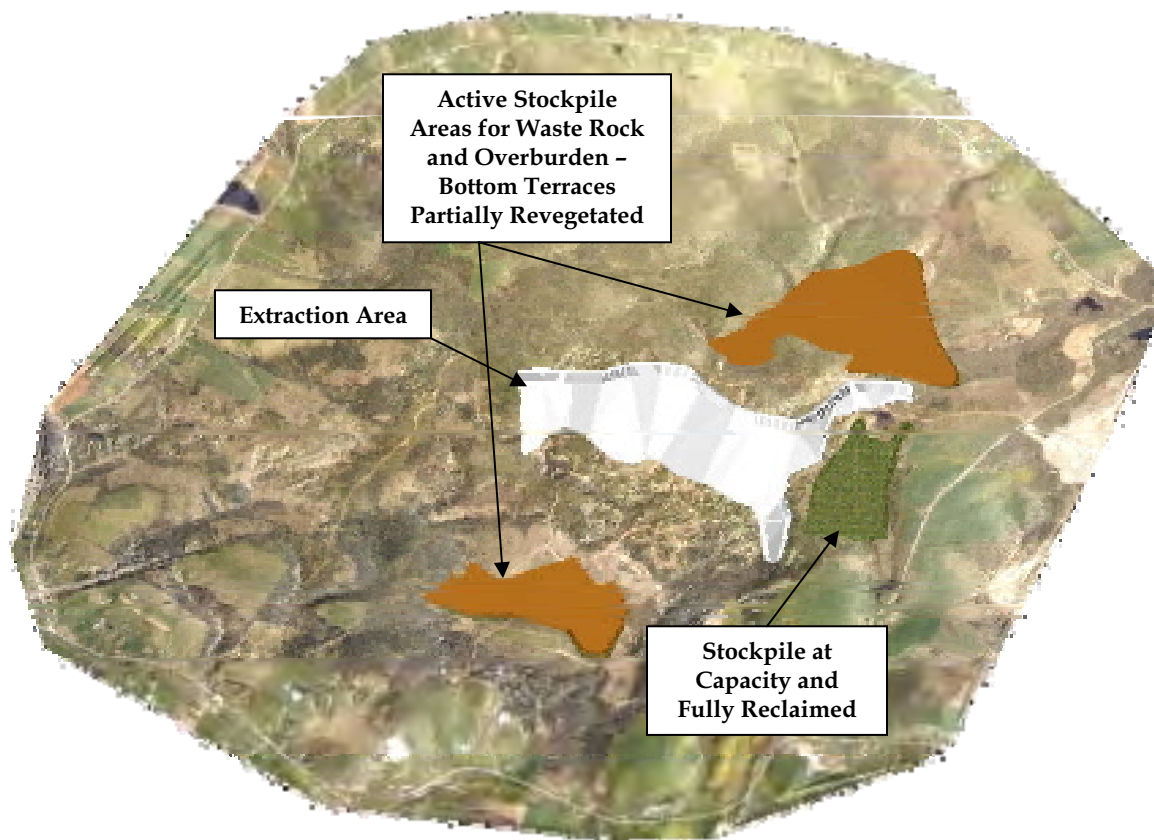 Active Stockpile
Areas for Waste Rock
and Overburden –
Bottom Terraces
Partially Revegetated
Extraction Area
Stockpile at
Capacity and
Fully Reclaimed